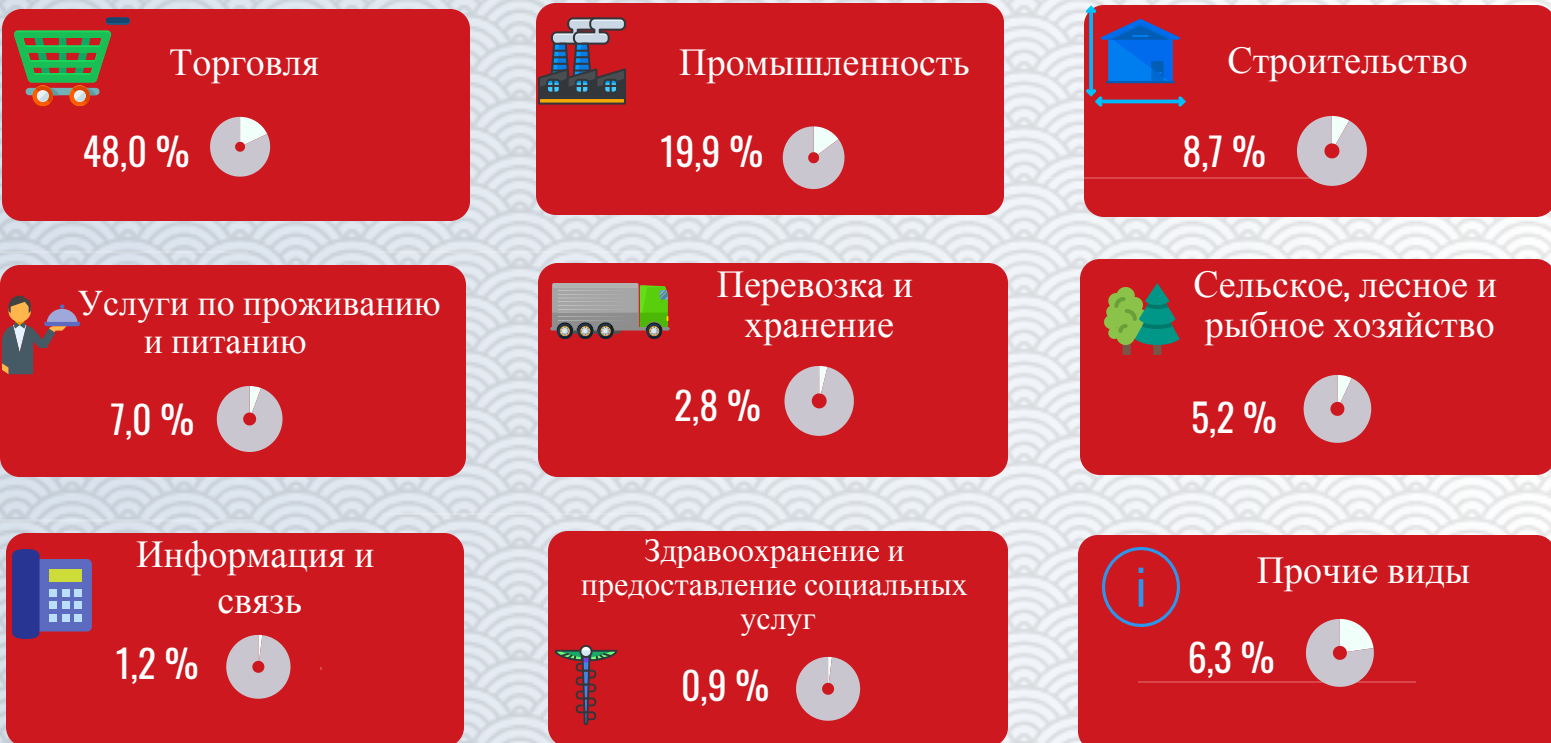 Торговля
48,0 %
Промышленность
19,9 %
Строительство
8,7 %
Услуги по проживанию
и питанию
7,0 %
Перевозка и
хранение
2,8 %
Сельское, лесное и
рыбное хозяйство
5,2 %
Информация и
связь
1,2 %
Здравоохранение и
предоставление социальных
услуг
0,9 %
i
Прочие виды
6,3 %